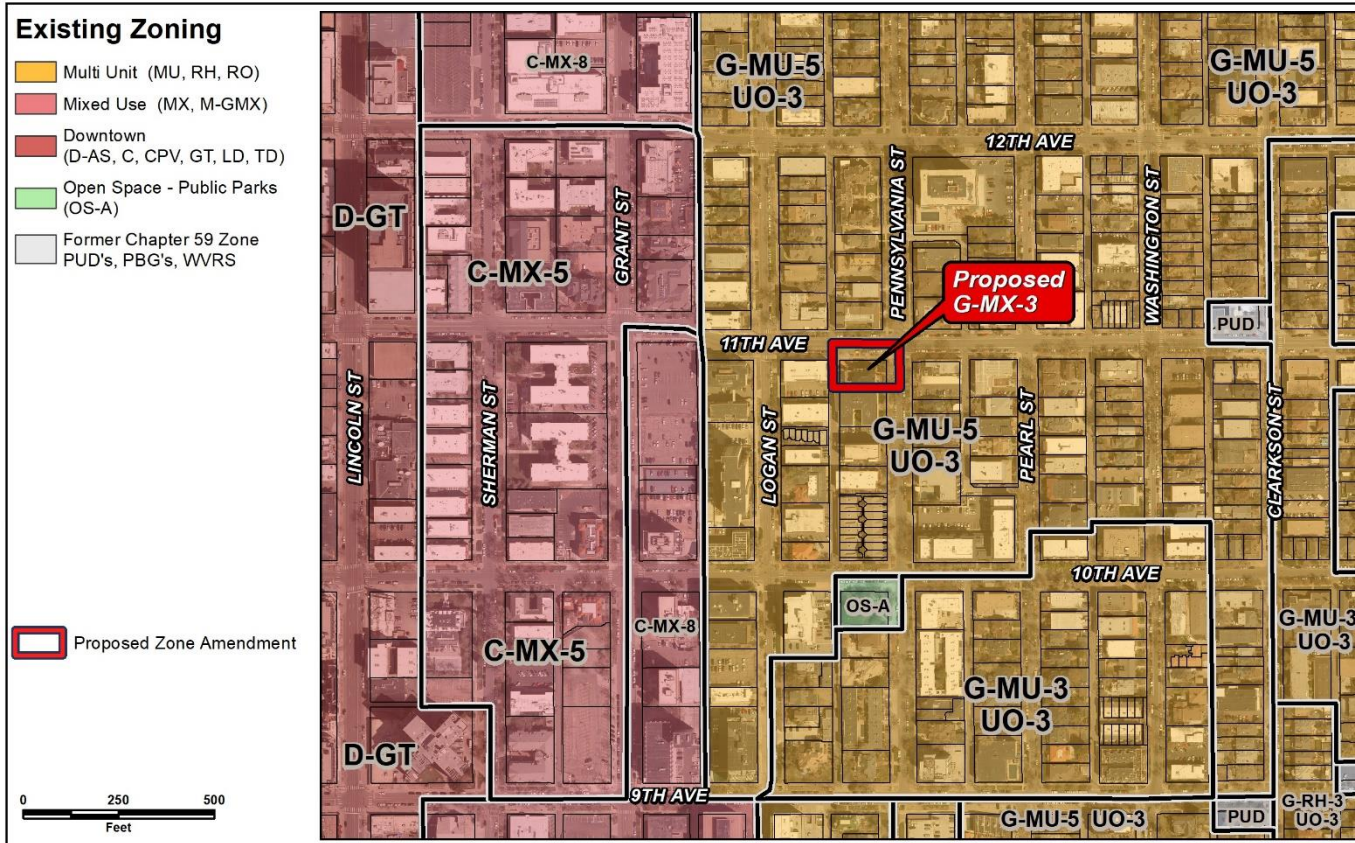 Existing Zoning
Multi Unit (MU, RH, RO)
Mixed Use (MX, M-GMX)
Downtown
(D-AS, C, CPV, GT, LD, TD)
Open Space - Public Parks
(OS-A)
Former Chapter 59 Zone
PUD's, PBG's, WVRS
Proposed Zone Amendment
0 250 500
Feet
C-MX-8
G-MU-5
UO-3
G-MU-5
UO-3
12TH AVE
D-GT
C-MX-5
GRANT ST
PENNSYLVANIA ST
WASHINGTON ST
Proposed
G-MX-3
PUD
11TH AVE
LINCOLN ST
SHERMAN ST
LOGAN ST
G-MU-5
UO-3
PEARL ST
CLARKSON ST
10TH AVE
OS-A
C-MX-8
C-MX-5
G-MU-3
UO-3
G-MU-3
UO-3
D-GT
9TH AVE
G-MU-5 UO-3
PUD
G-RH-3
UO-3